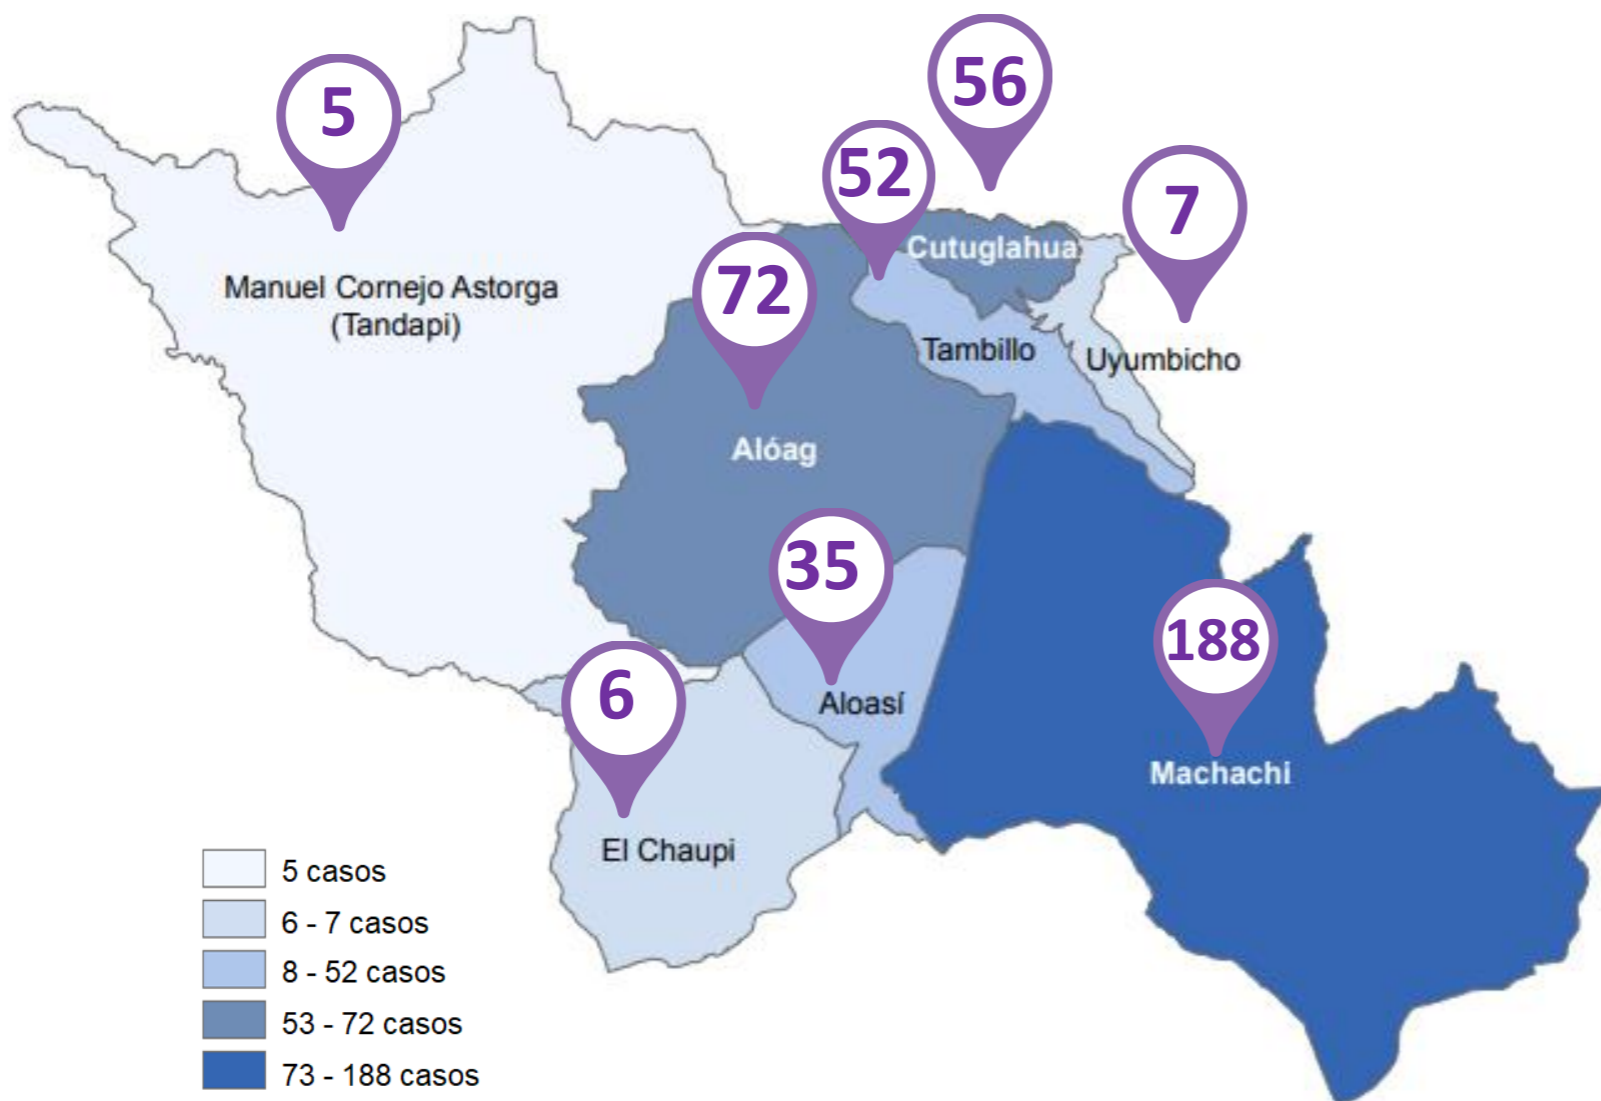 5
56
52
7
72
Cutuglahua
Manuel Cornejo Astorga
(Tandapi)
Tambillo
Uyumbicho
Alóag
35
188
6
Aloasí
Machachi
El Chaupi
5 casos
6 - 7 casos
8 - 52 casos
53 - 72 casos
73 - 188 casos